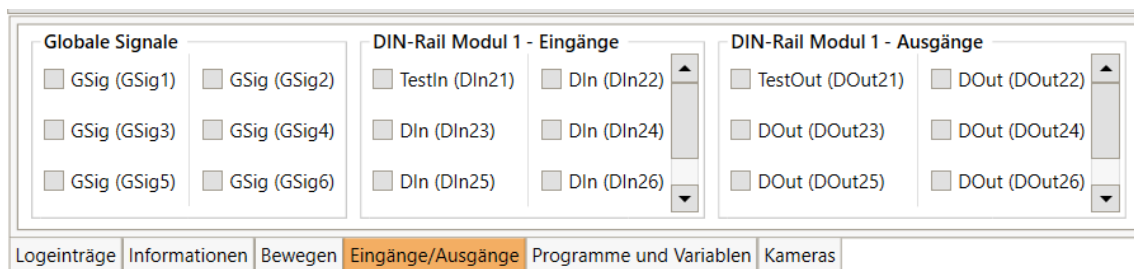 Globale Signale
GSig (GSig1) GSig (GSig2)
GSig (GSig3) GSig (GSig4)
GSig (GSig5) GSig (GSig6)
DIN-Rail Modul 1 - Eingänge
TestIn (DIn21) DIn (DIn22)
DIn (DIn23) DIn (DIn24)
DIn (DIn25) DIn (DIn26)
DIN-Rail Modul 1 - Ausgänge
TestOut (DOut21) DOut (DOut22)
DOut (DOut23) DOut (DOut24)
DOut (DOut25) DOut (DOut26)
Logeinträge Informationen Bewegen Eingänge/Ausgänge Programme und Variablen Kameras